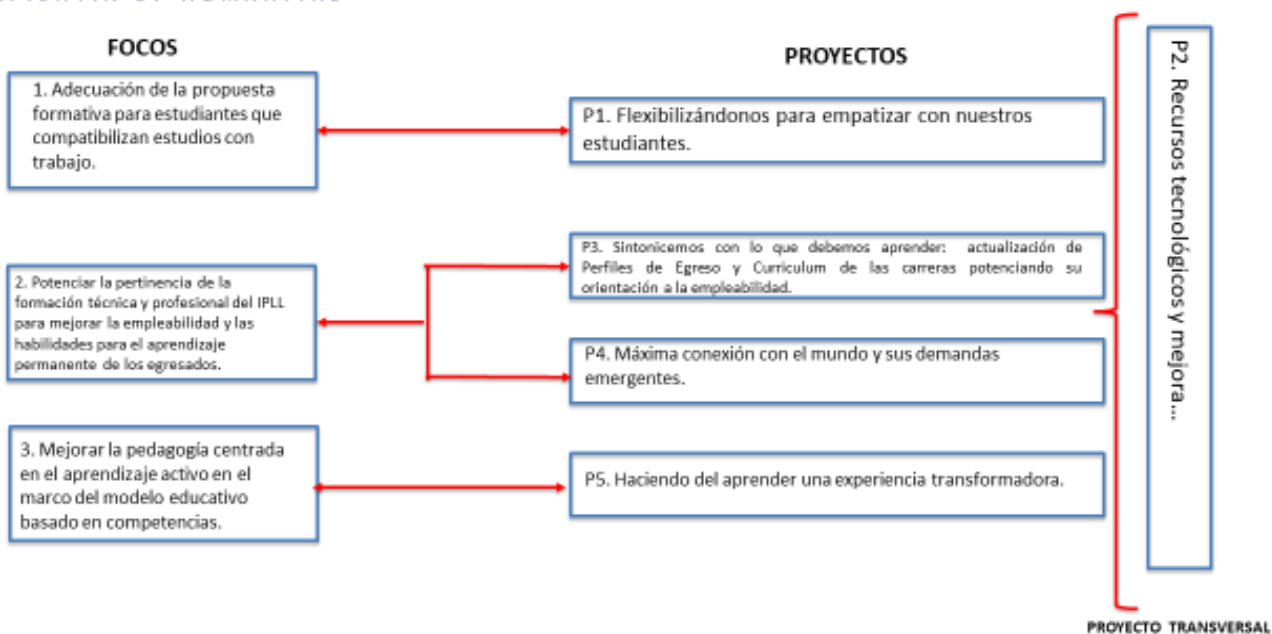 FOCOS
1. Adecuación de la propuesta
formativa para estudiantes que
compatibilizan estudios con
trabajo.
2. Potenciar la pertinencia de la
formación técnica y profesional del IPLL
para mejorar la empleabilidad y las
habilidades para el aprendizaje
permanente de los egresados.
3. Mejorar la pedagogía centrada
en el aprendizaje activo en el
marco del modelo educativo
basado en competencias.
PROYECTOS
P1. Flexibilizándonos para empatizar con nuestros
estudiantes.
P3. Sintonicemos con lo que debemos aprender: actualización de
Perfiles de Egreso y Curriculum de las carreras potenciando su
orientación a la empleabilidad.
P4. Máxima conexión con el mundo y sus demandas
emergentes.
P5. Haciendo del aprender una experiencia transformadora.
P2. Recursos tecnológicos y mejora...
PROYECTO TRANSVERSAL